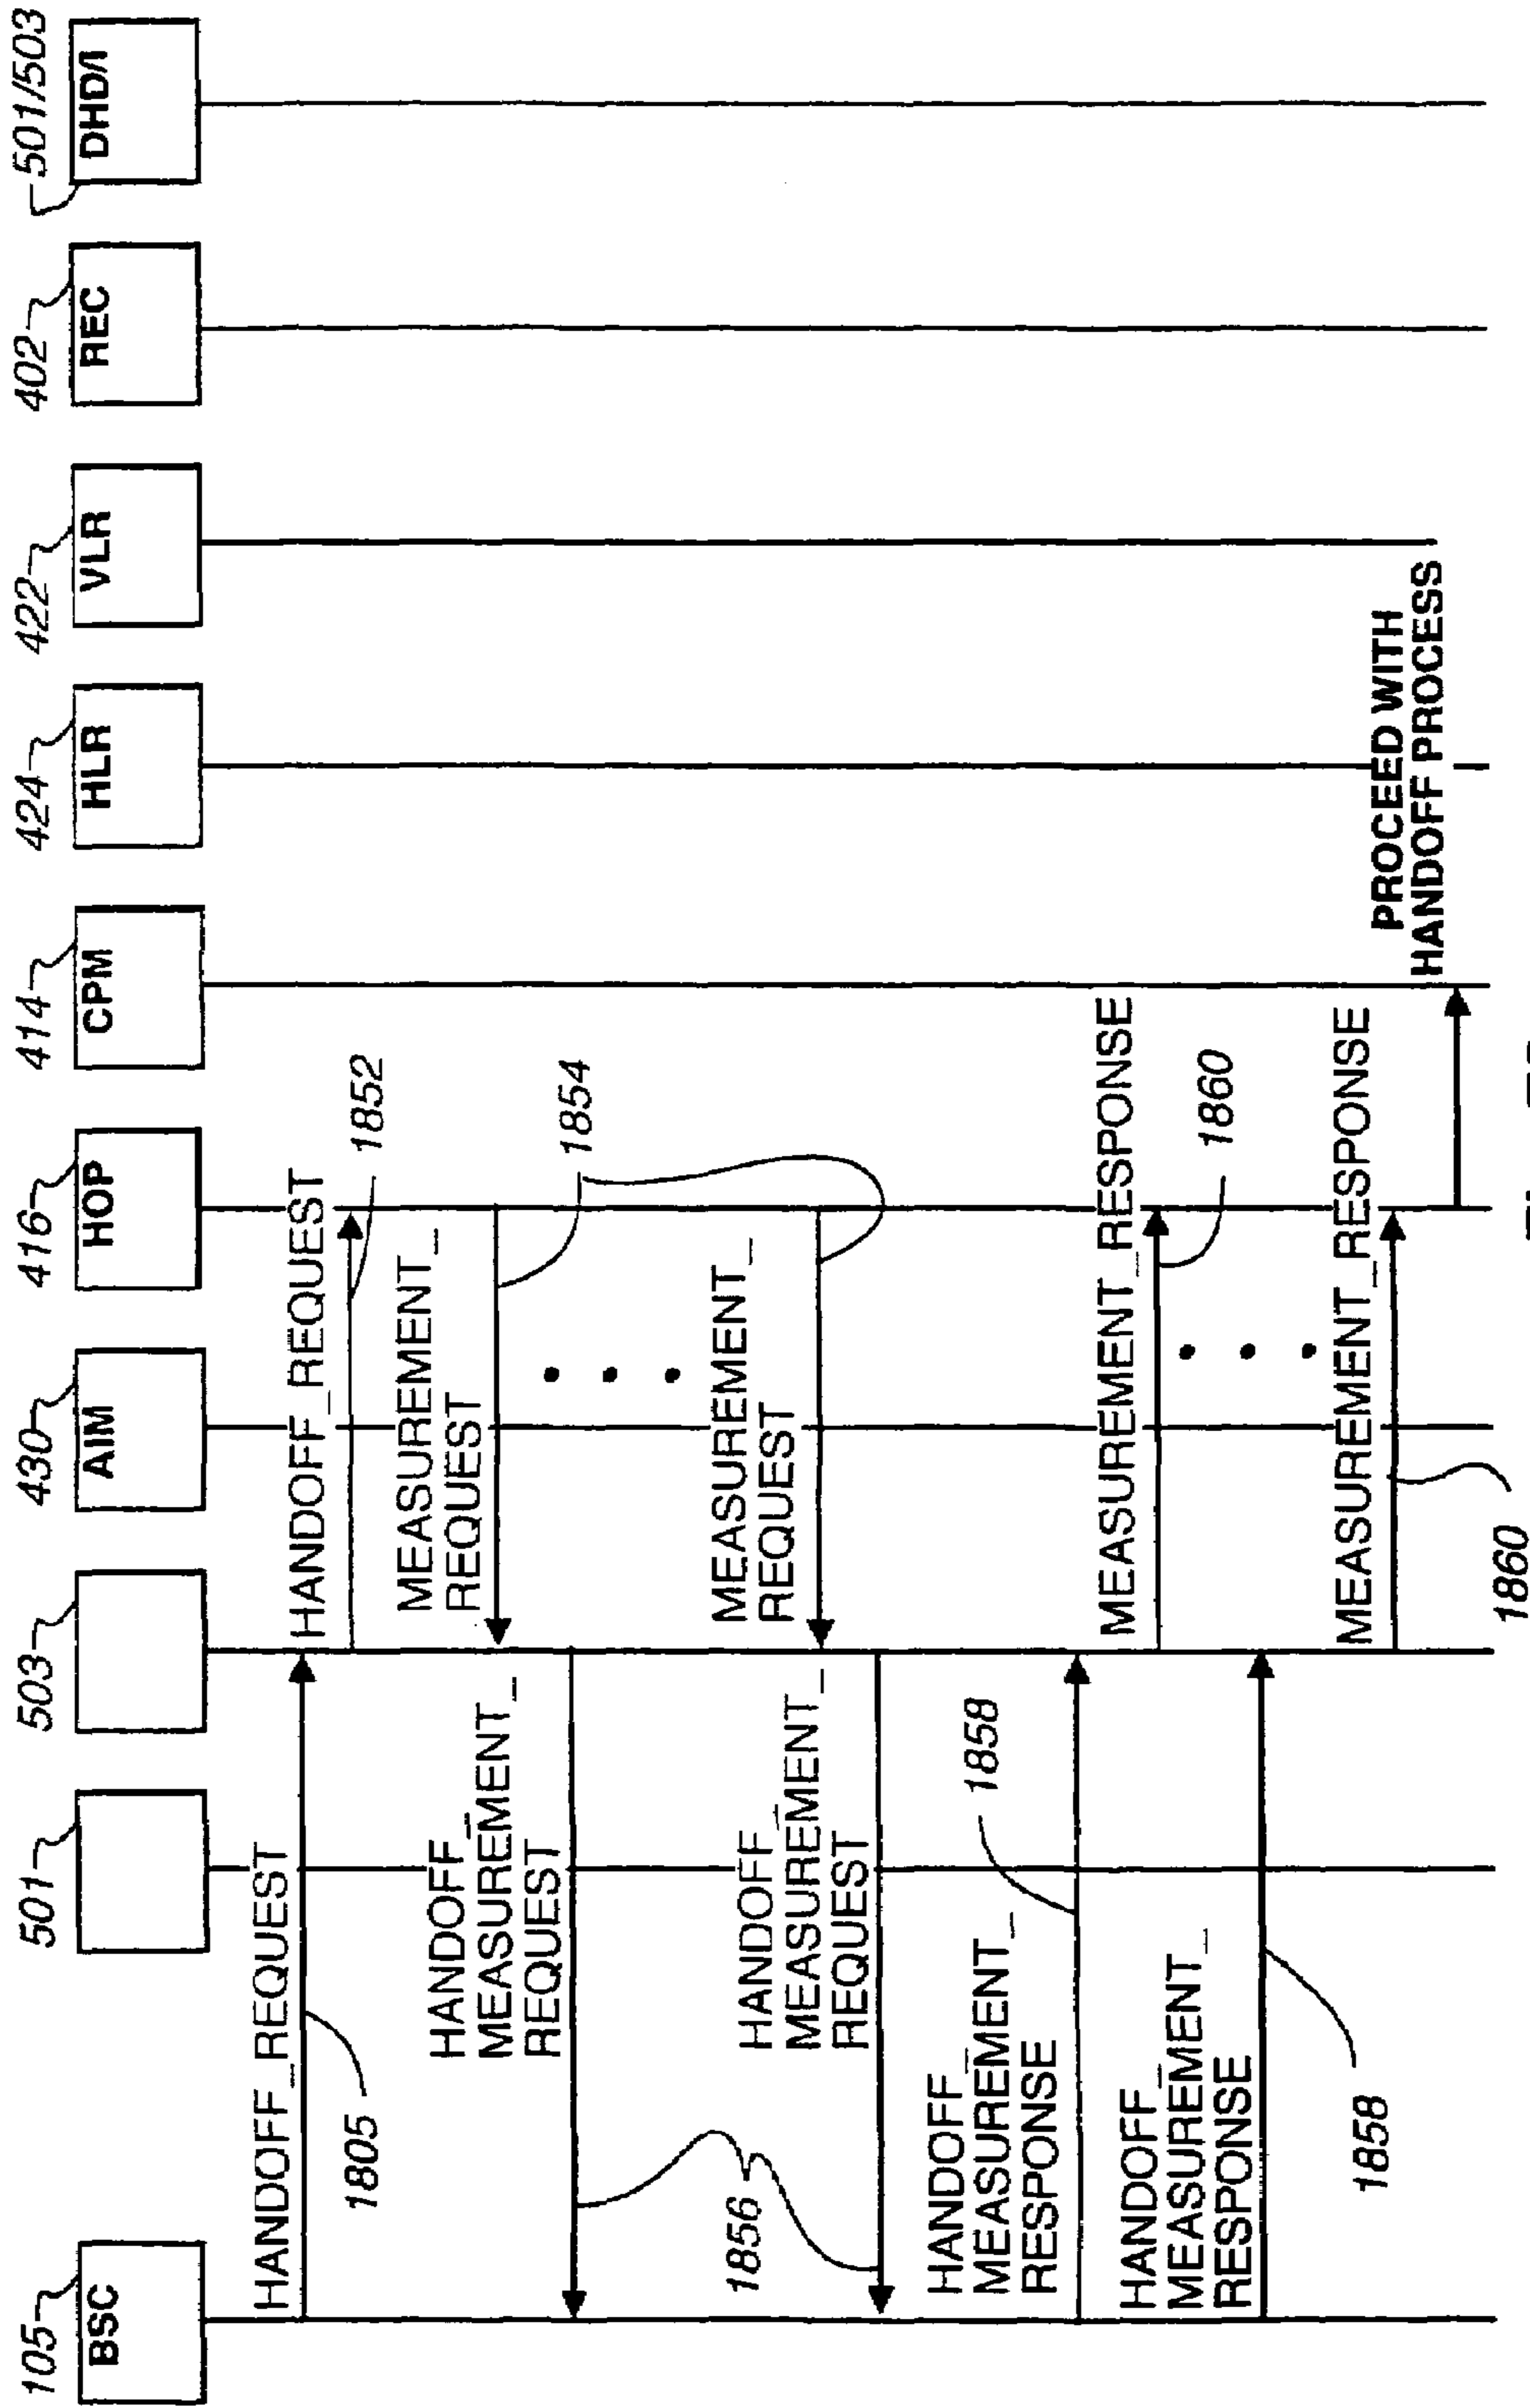 105
BSC
501
503
430
AIM
416
HOP
414
CPM
424
HLR
422
VLR
402
REC
501/503
DHD/I
HANDOFF_REQUEST
1805
HANDOFF_REQUEST
1852
MEASUREMENT_
REQUEST
1854
HANDOFF_
MEASUREMENT_
REQUEST
MEASUREMENT_
REQUEST
HANDOFF_
MEASUREMENT_
REQUEST
1856
HANDOFF_
MEASUREMENT_
RESPONSE
1858
MEASUREMENT_RESPONSE
1860
HANDOFF_
MEASUREMENT_
RESPONSE
1858
MEASUREMENT_RESPONSE
1860
PROCEED WITH
HANDOFF PROCESS